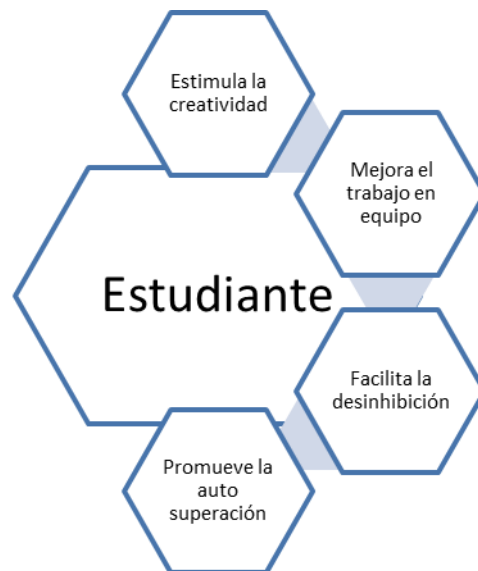 Estimula la
creatividad
Mejora el
trabajo en
equipo
Estudiante
Facilita la
desinhibición
Promueve la
auto
superación